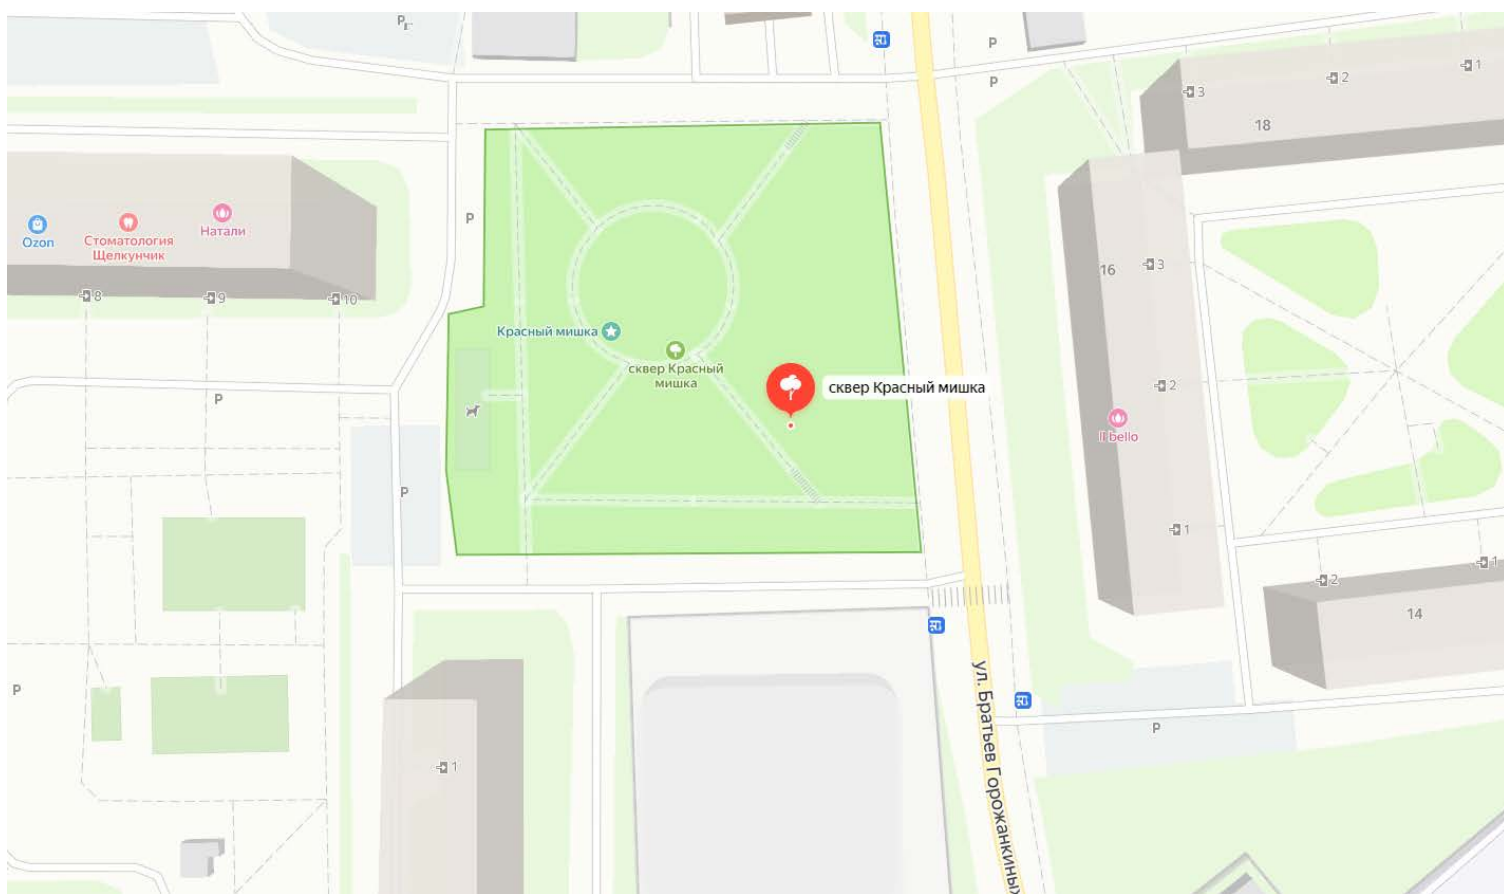 P
P
P
P
1
2
3
18
P
Ozon
Стоматология
Щелкунчик
Натали
8
9
10
Красный мишка
сквер Красный
мишка
сквер Красный мишка
16
3
2
Il bello
1
P
P
2
1
14
P
1
ул. Братьев Горожанкиных
P